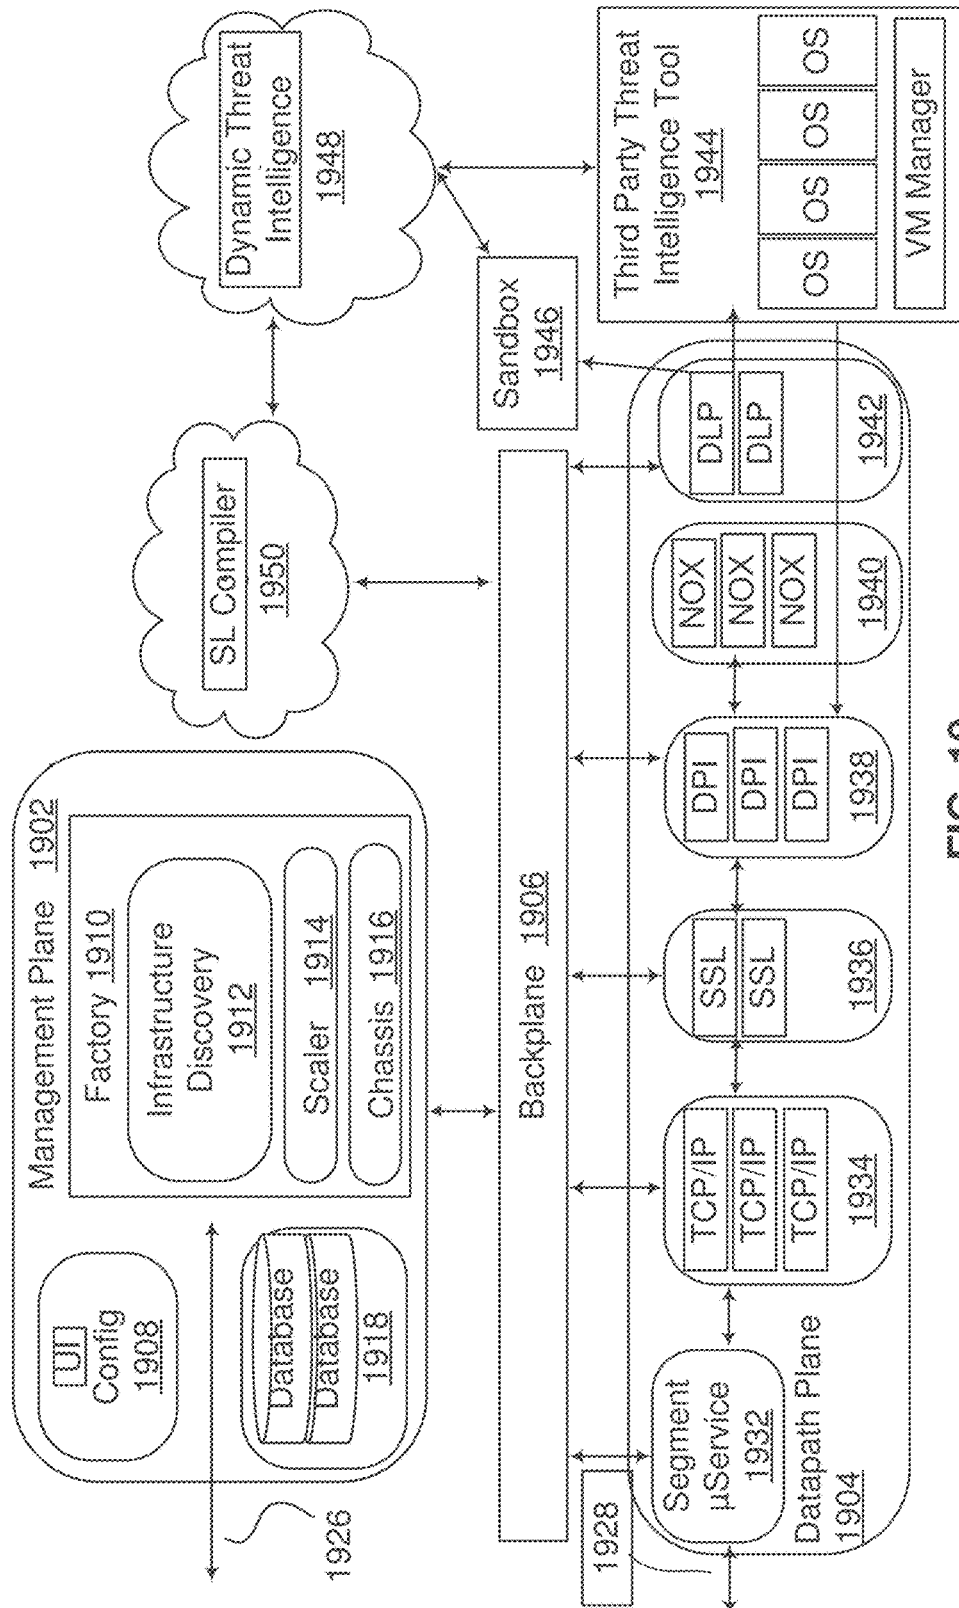 Management Plane 1902
UI
Config
1908
Database
Database
1918
Factory 1910
Infrastructure
Discovery
1912
Scaler 1914
Chassis 1916
1926
SL Compiler
1950
Dynamic Threat
Intelligence
1948
Backplane 1906
Sandbox
1946
Third Party Threat
Intelligence Tool
1944
OS
OS
OS
OS
VM Manager
1928
Segment
µService
1932
Datapath Plane
1904
TCP/IP
TCP/IP
TCP/IP
1934
SSL
SSL
1936
DPI
DPI
DPI
1938
NOX
NOX
NOX
1940
DLP
DLP
1942
FIG.